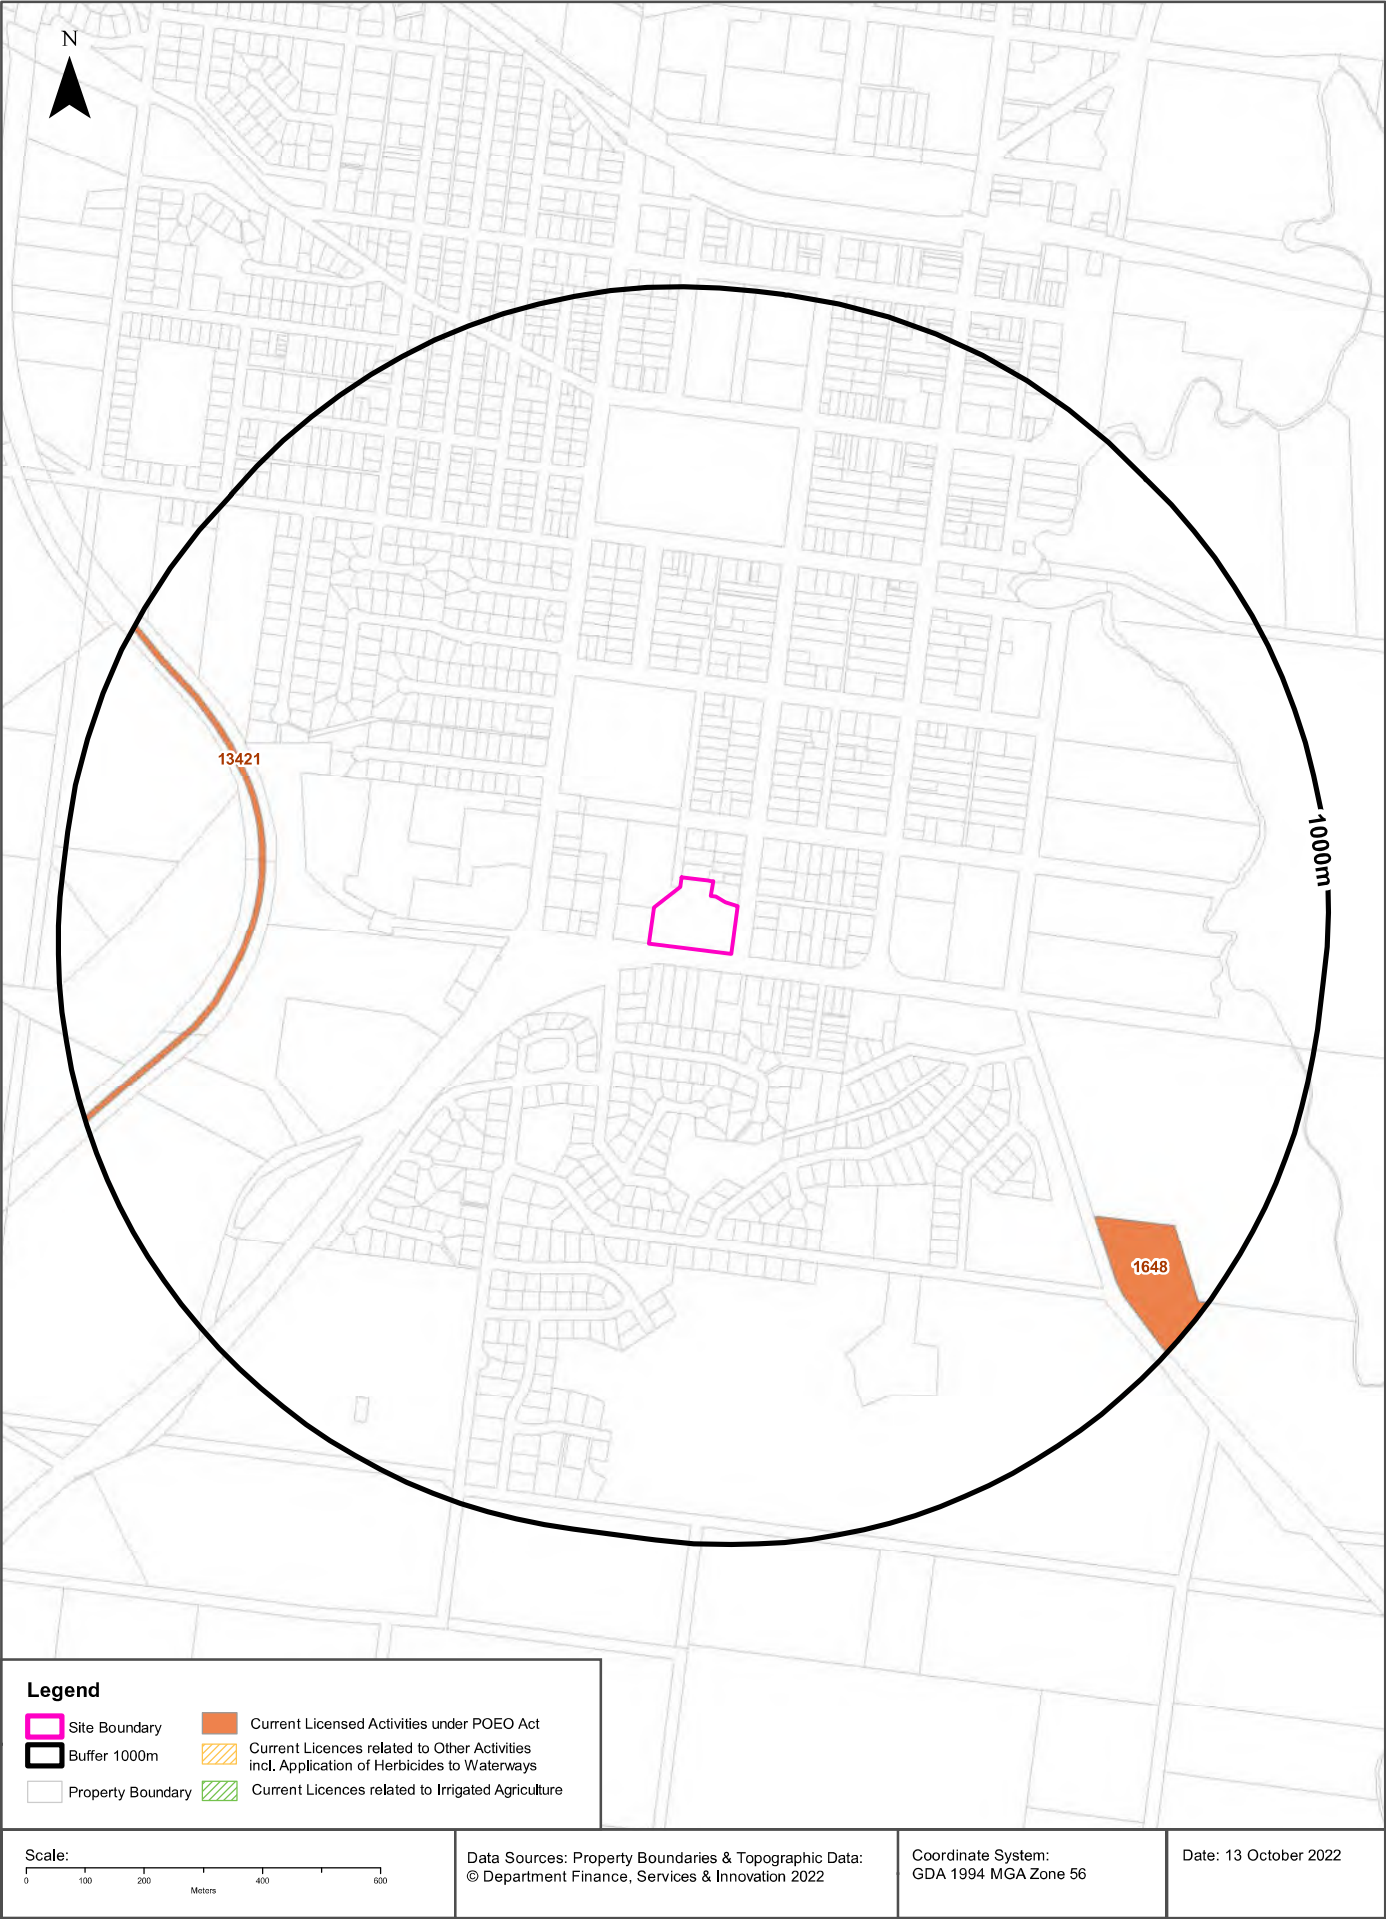 N
13421
1000m
1648
Legend
Site Boundary
Buffer 1000m
Property Boundary
Current Licensed Activities under POEO Act
Current Licences related to Other Activities
incl. Application of Herbicides to Waterways
Current Licences related to Irrigated Agriculture
Scale:
0 100 200 400 600
Meters
Data Sources: Property Boundaries & Topographic Data:
© Department Finance, Services & Innovation 2022
Coordinate System:
GDA 1994 MGA Zone 56
Date: 13 October 2022